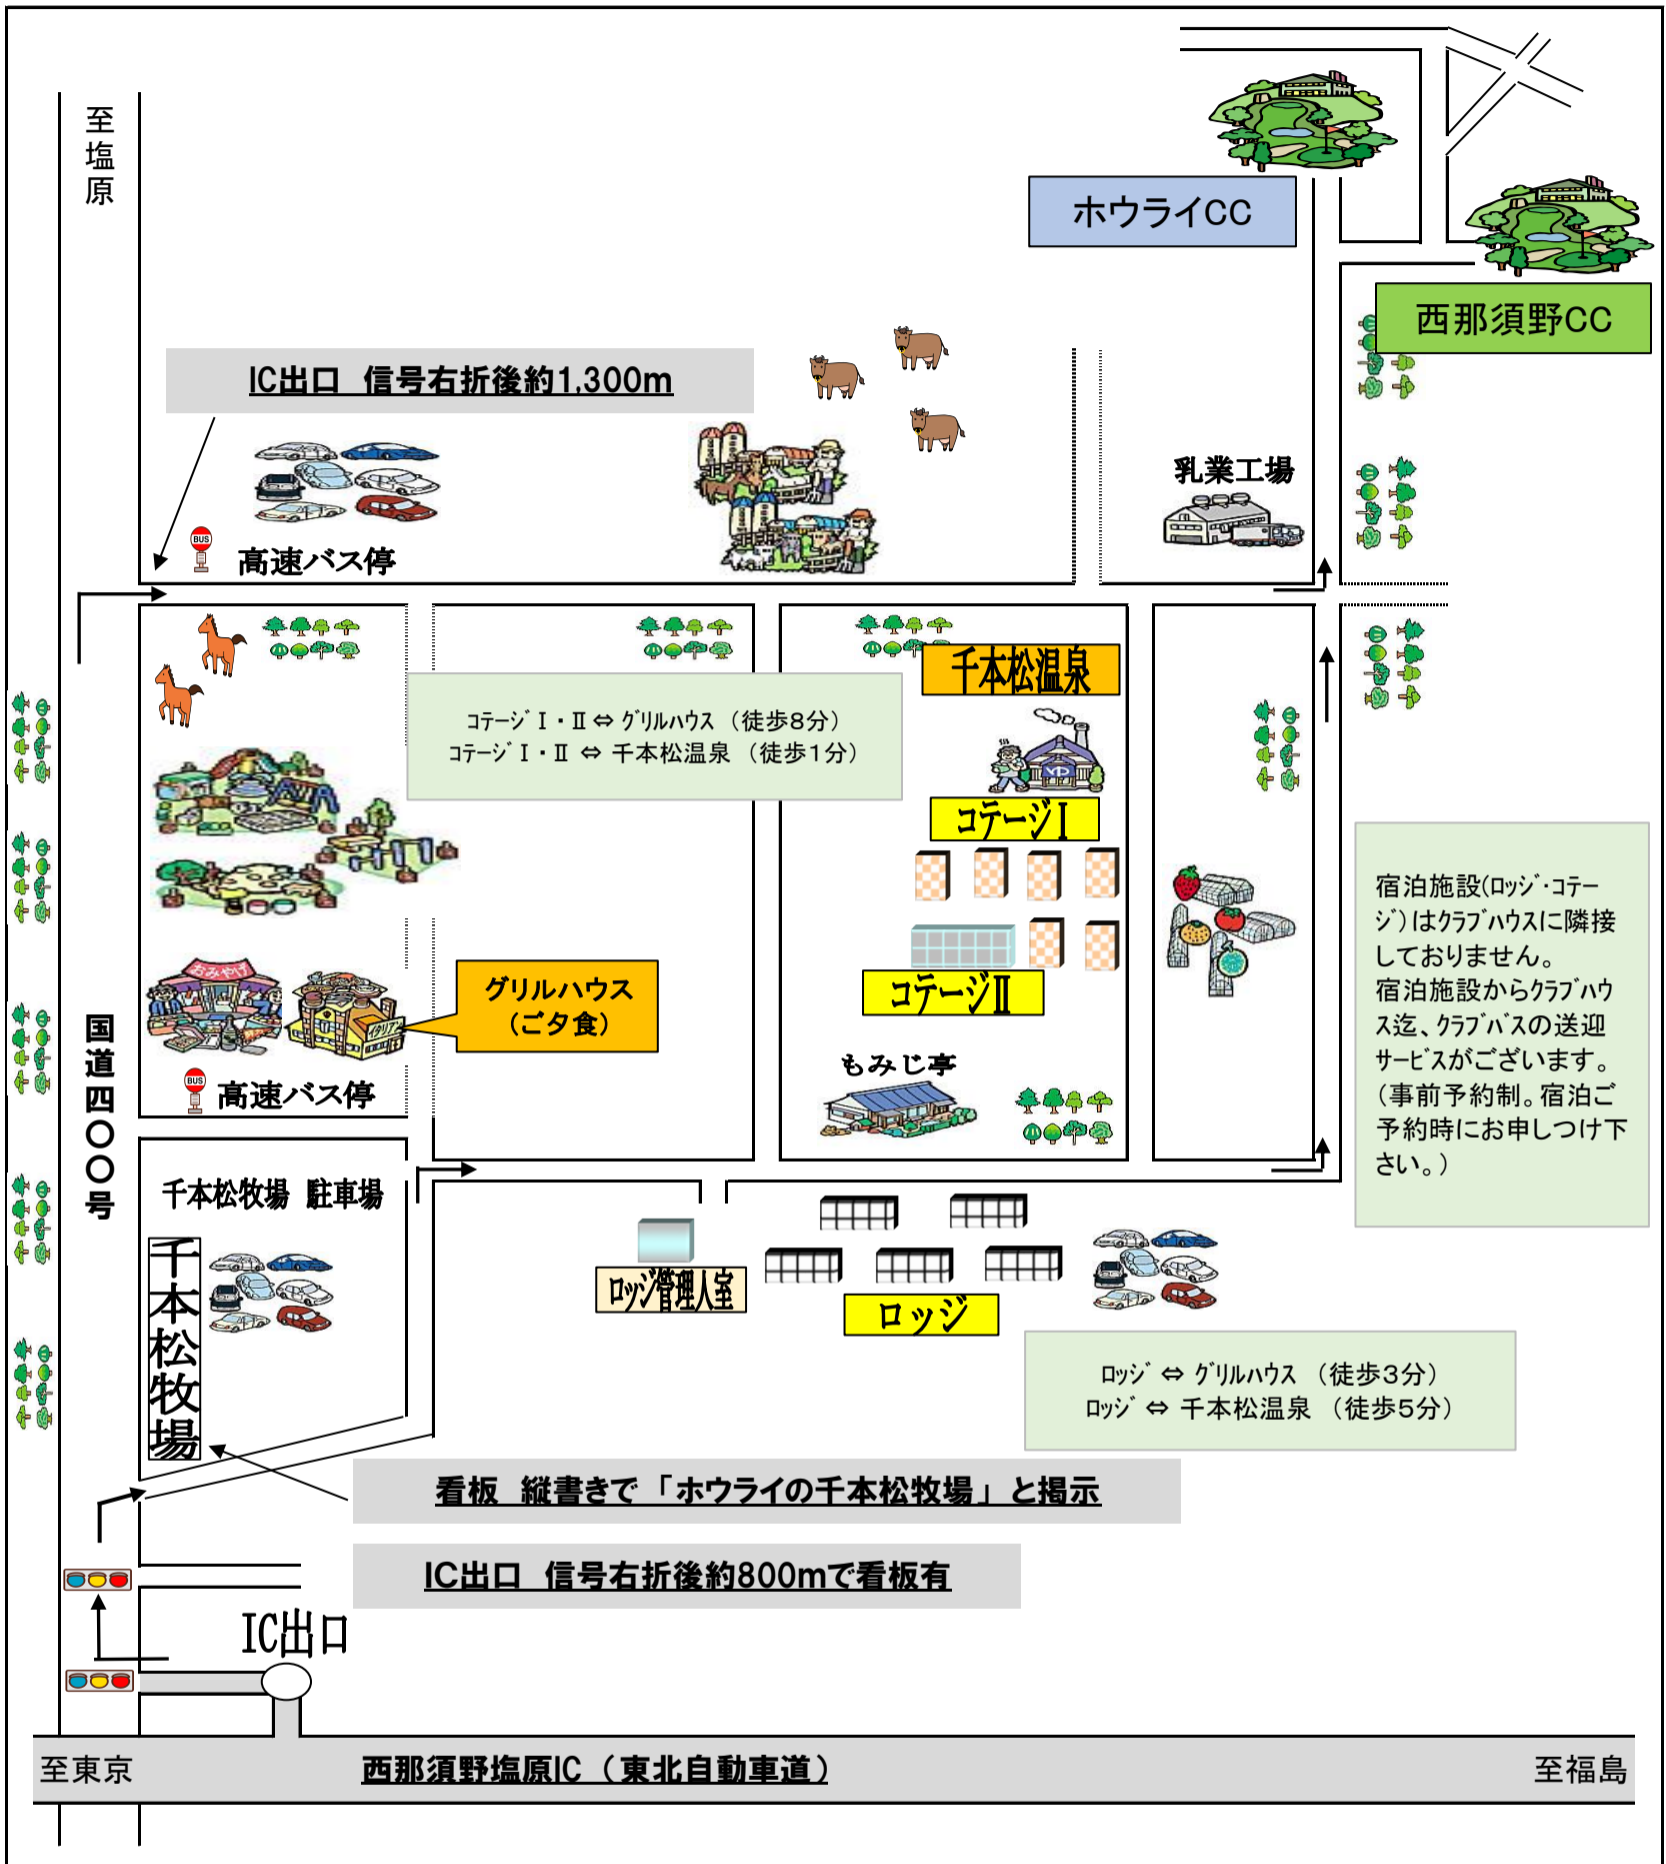 至塩原
ホウライCC
西那須野CC
IC出口 信号右折後約1,300m
乳業工場
BUS
高速バス停
千本松温泉
コテージⅠ・Ⅱ ⇔ グリルハウス (徒歩8分)
コテージⅠ・Ⅱ ⇔ 千本松温泉 (徒歩1分)
ゆ
コテージⅠ
宿泊施設(ロッジ・コテー
ジ)はクラブハウスに隣接
しておりません。
宿泊施設からクラブハウ
ス迄、クラブバスの送迎
サービスがございます。
(事前予約制。宿泊ご
予約時にお申しつけ下
さい。)
おみやげ
イタリアン
グリルハウス
(ご夕食)
コテージⅡ
国道四〇〇号
もみじ亭
BUS
高速バス停
千本松牧場 駐車場
千本松牧場
ロッジ管理人室
ロッジ
ロッジ ⇔ グリルハウス (徒歩3分)
ロッジ ⇔ 千本松温泉 (徒歩5分)
看板 縦書きで「ホウライの千本松牧場」と掲示
IC出口 信号右折後約800mで看板有
IC出口
至東京
西那須野塩原IC(東北自動車道)
至福島